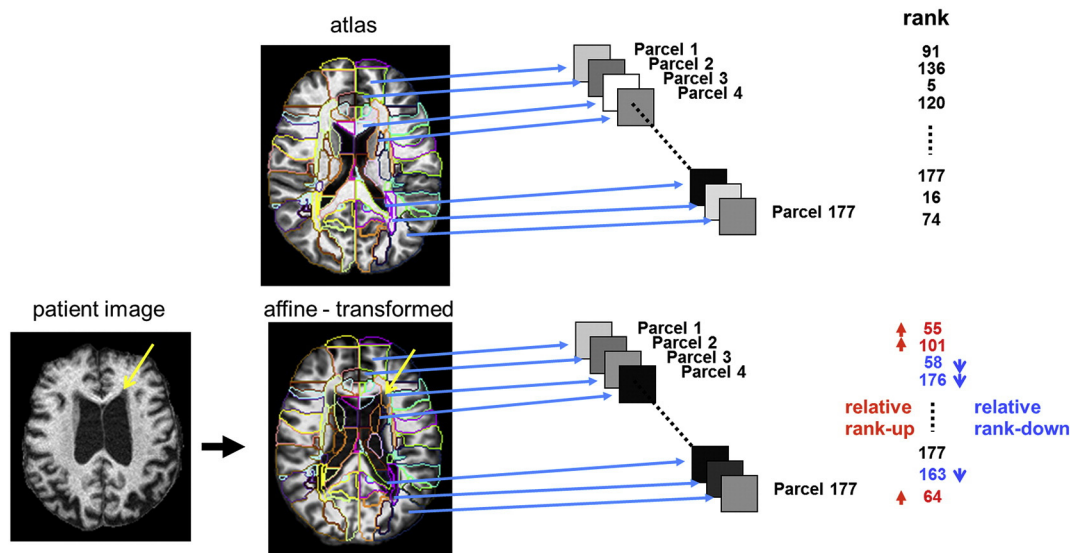 rank
atlas
Parcel 1
Parcel 2
Parcel 3
Parcel 4
91
136
5
120
177
16
74
Parcel 177
patient image
affine - transformed
Parcel 1
Parcel 2
Parcel 3
Parcel 4
55
101
58
176
relative
rank-up
relative
rank-down
177
163
64
Parcel 177